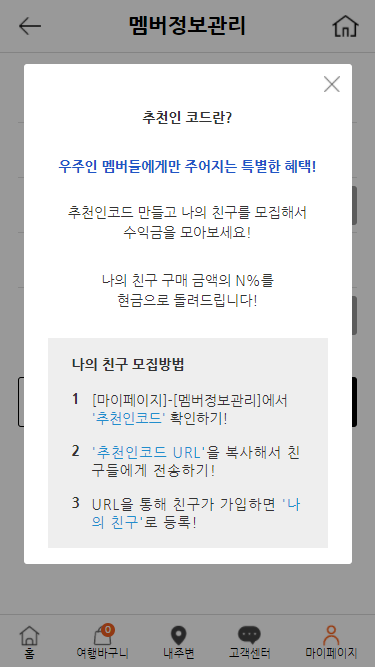 멤버정보관리
추천인 코드란?
우주인 멤버들에게만 주어지는 특별한 혜택!
추천인코드 만들고 나의 친구를 모집해서
수익금을 모아보세요!
나의 친구 구매 금액의 N%를
현금으로 돌려드립니다!
나의 친구 모집방법
1 [마이페이지]-[멤버정보관리]에서
'추천인코드' 확인하기!
2 '추천인코드 URL'을 복사해서 친
구들에게 전송하기!
3 URL을 통해 친구가 가입하면 '나
의 친구'로 등록!
0
홈 여행바구니 내주변 고객센터 마이페이지